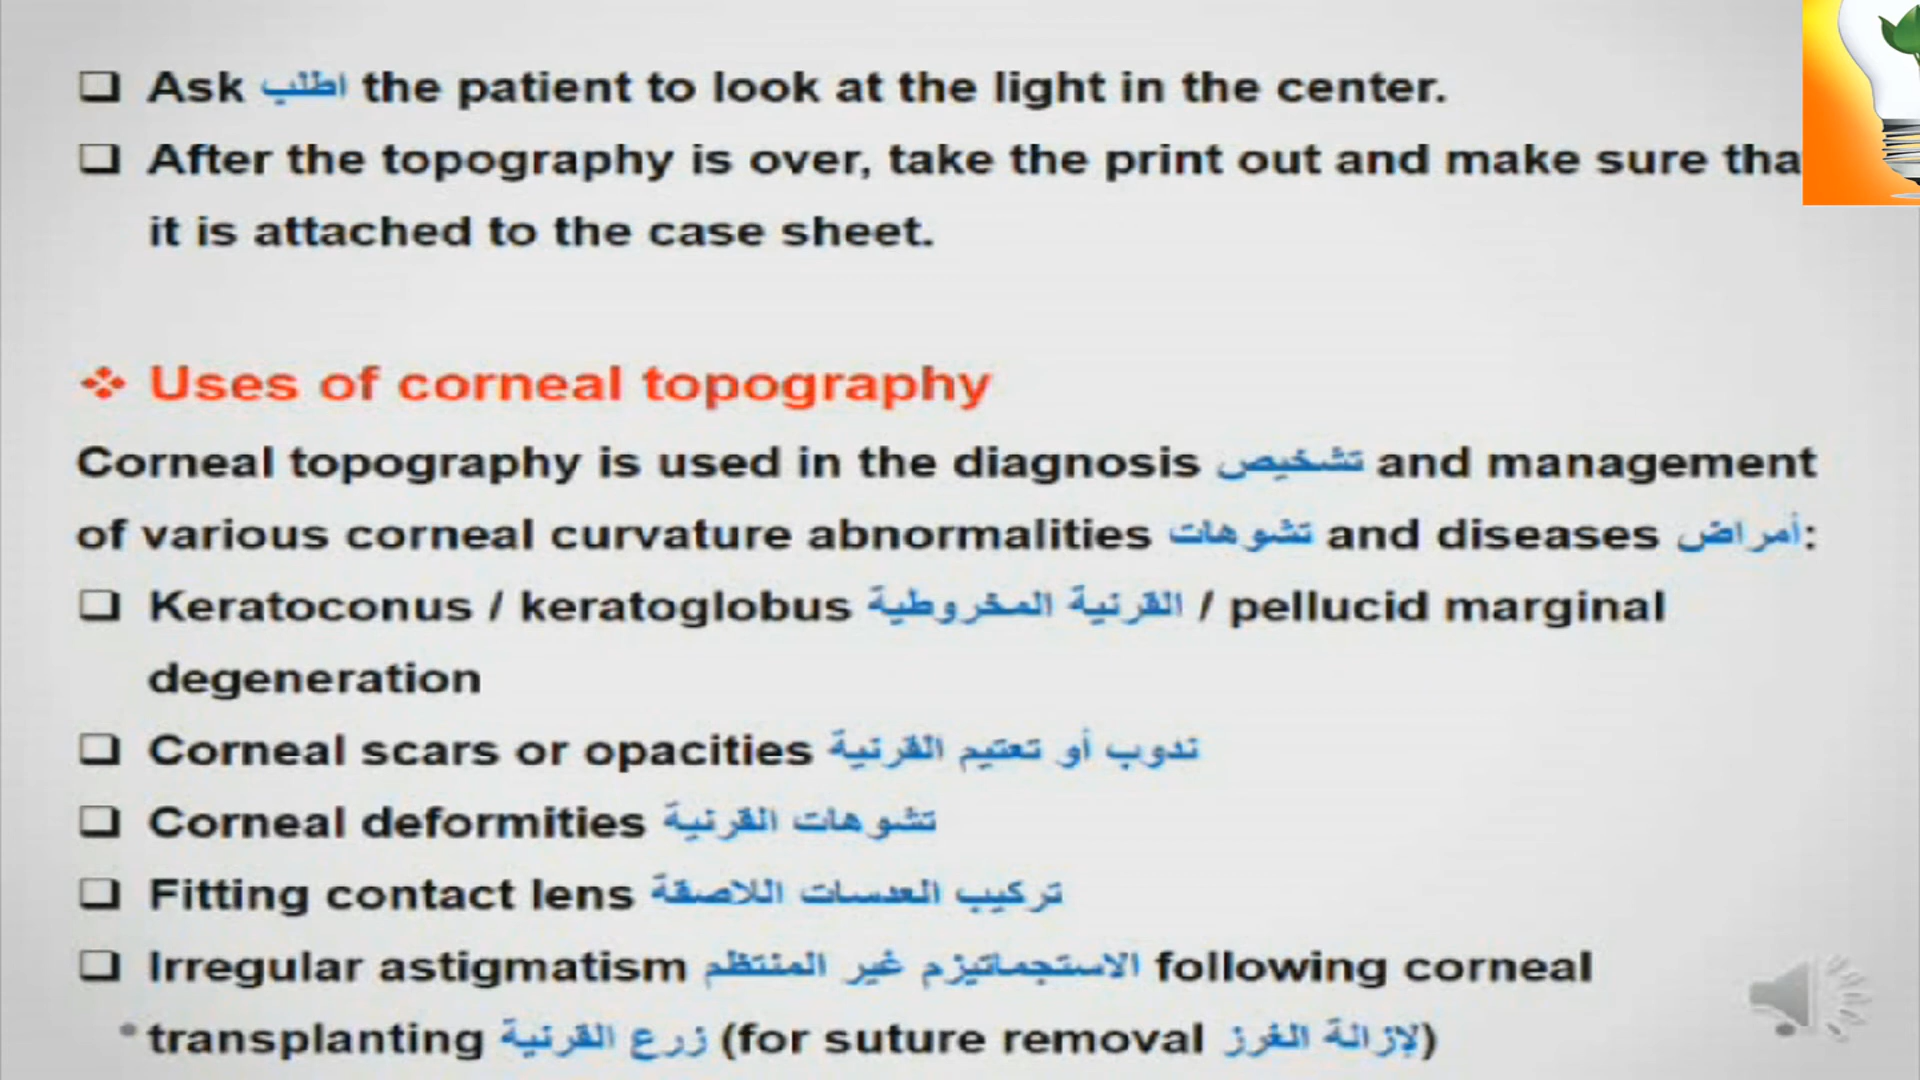 Ask اطلب the patient to look at the light in the center.
After the topography is over, take the print out and make sure tha
it is attached to the case sheet.
Uses of corneal topography
Corneal topography is used in the diagnosis تشخيص and management
of various corneal curvature abnormalities تشوهات and diseases أمراض:
Keratoconus / keratoglobus القرنية المخروطية / pellucid marginal
degeneration
Corneal scars or opacities ندوب أو تعتيم القرنية
Corneal deformities تشوهات القرنية
Fitting contact lens تركيب العدسات اللاصقة
Irregular astigmatism الاستجماتيزم غير المنتظم following corneal
transplanting زرع القرنية (for suture removal لإزالة الغرز)